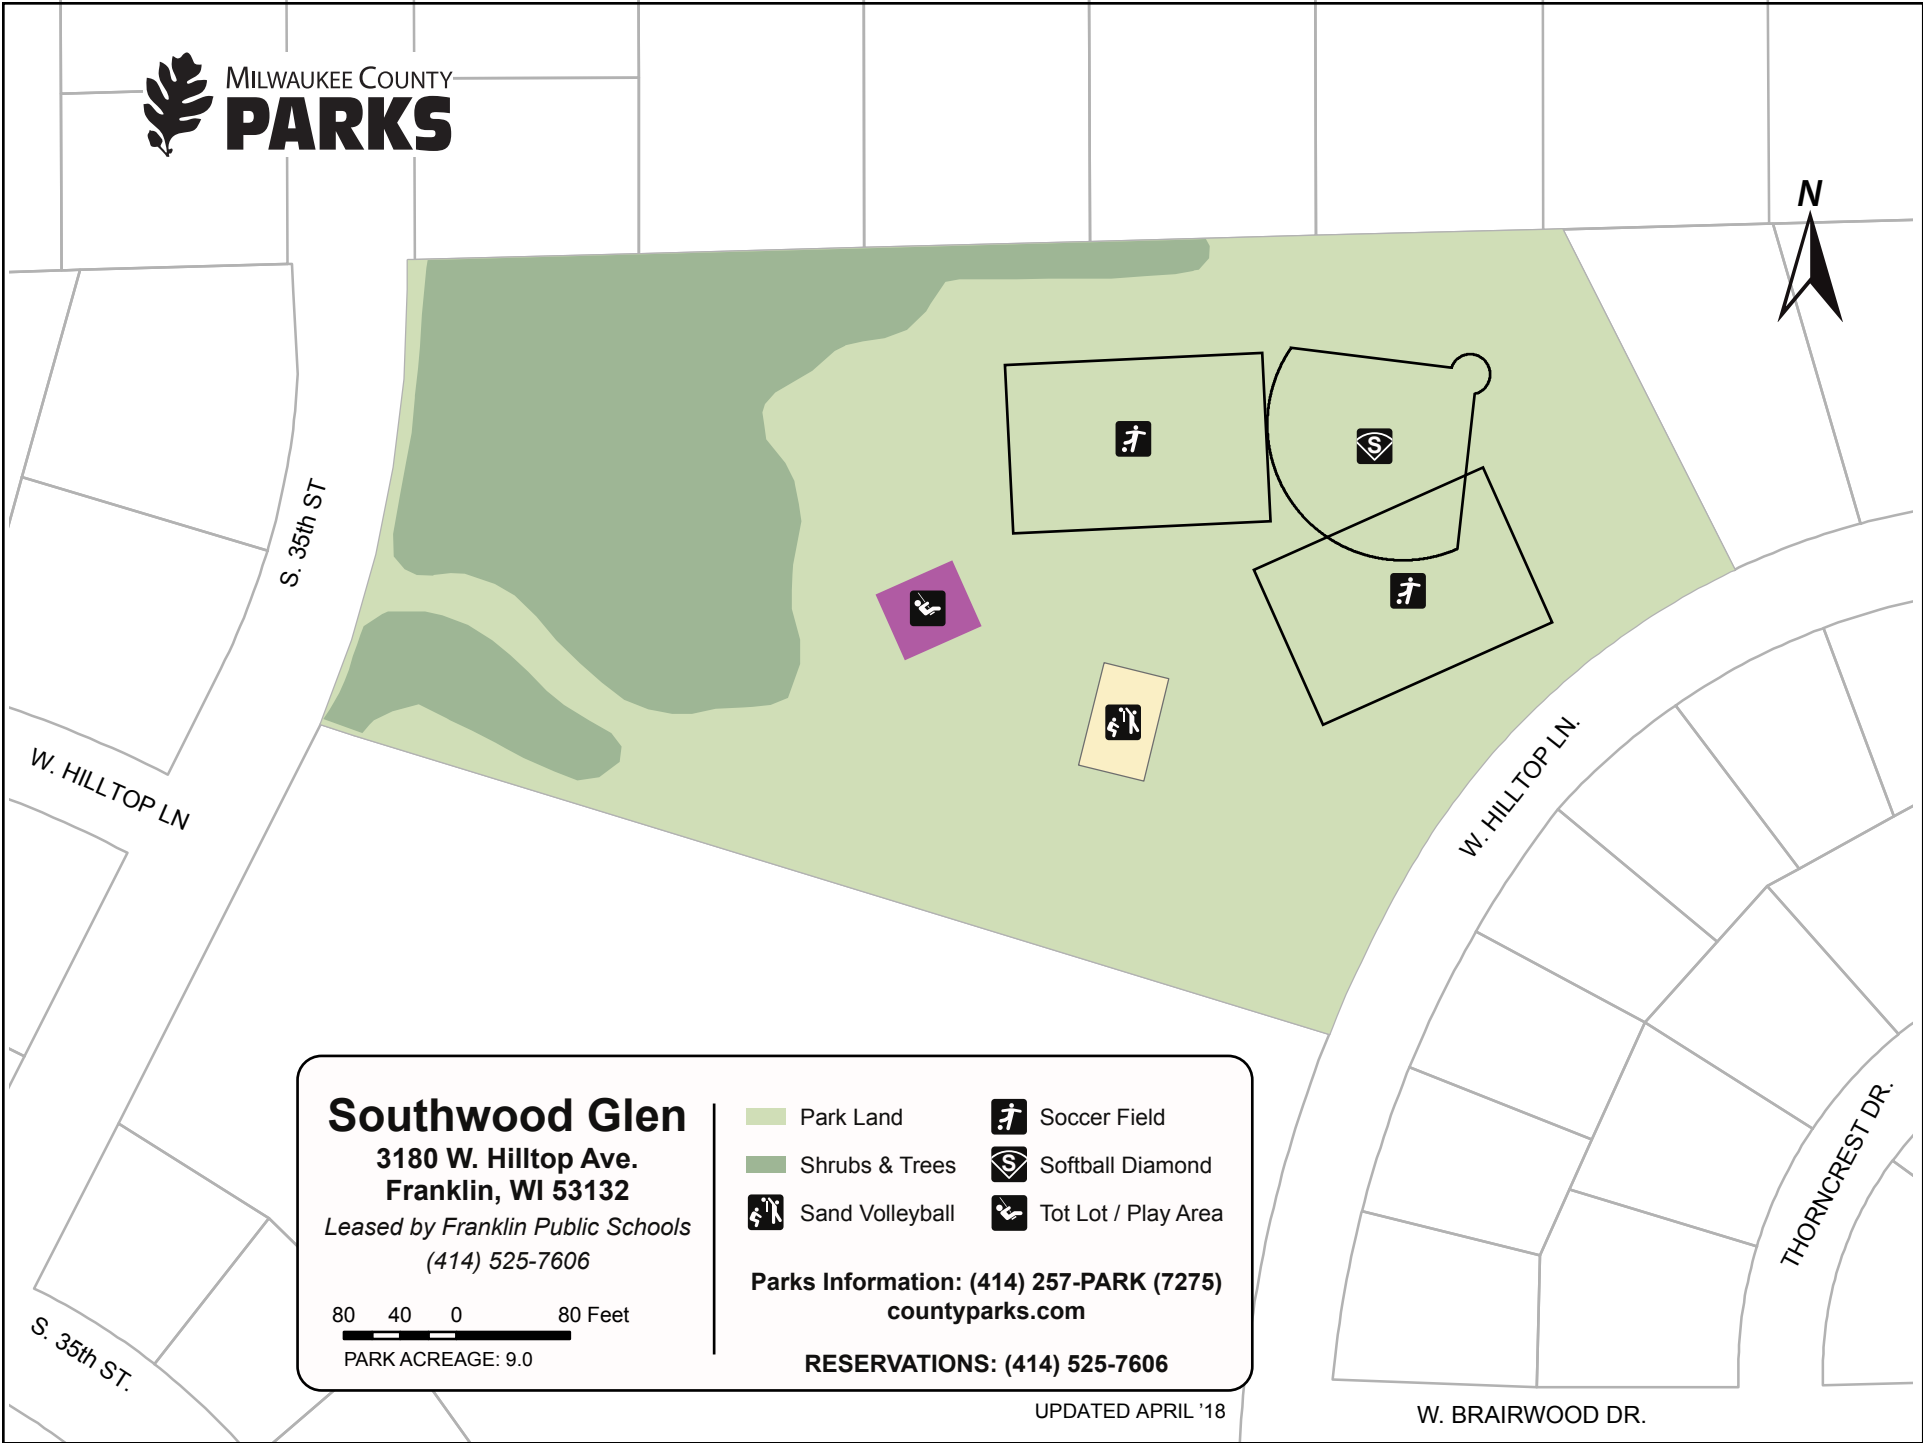 MILWAUKEE COUNTY
PARKS
N
S. 35th ST
W. HILLTOP LN
S
W. HILLTOP LN.
THORNCREST DR.
Southwood Glen
3180 W. Hilltop Ave.
Franklin, WI 53132
Leased by Franklin Public Schools
(414) 525-7606
80 40 0 80 Feet
PARK ACREAGE: 9.0
Park Land
Shrubs & Trees
Sand Volleyball
Soccer Field
S
Softball Diamond
Tot Lot / Play Area
Parks Information: (414) 257-PARK (7275)
countyparks.com
RESERVATIONS: (414) 525-7606
S. 35th ST.
UPDATED APRIL '18
W. BRAIRWOOD DR.